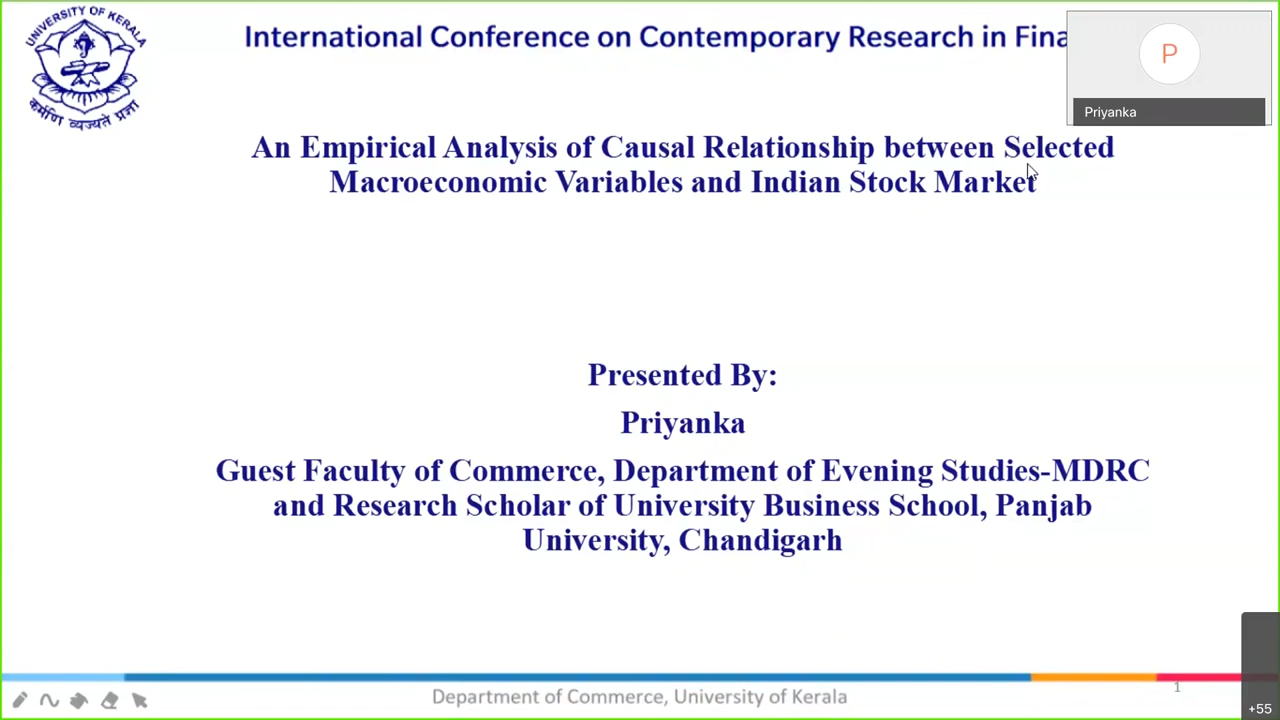 UNIVERSITY OF KERALA
कर्मणि व्यज्यते प्रज्ञा
International Conference on Contemporary Research in Fina
P
Priyanka
An Empirical Analysis of Causal Relationship between Selected
Macroeconomic Variables and Indian Stock Market
Presented By:
Priyanka
Guest Faculty of Commerce, Department of Evening Studies-MDRC
and Research Scholar of University Business School, Panjab
University, Chandigarh
Department of Commerce, University of Kerala
1
+55